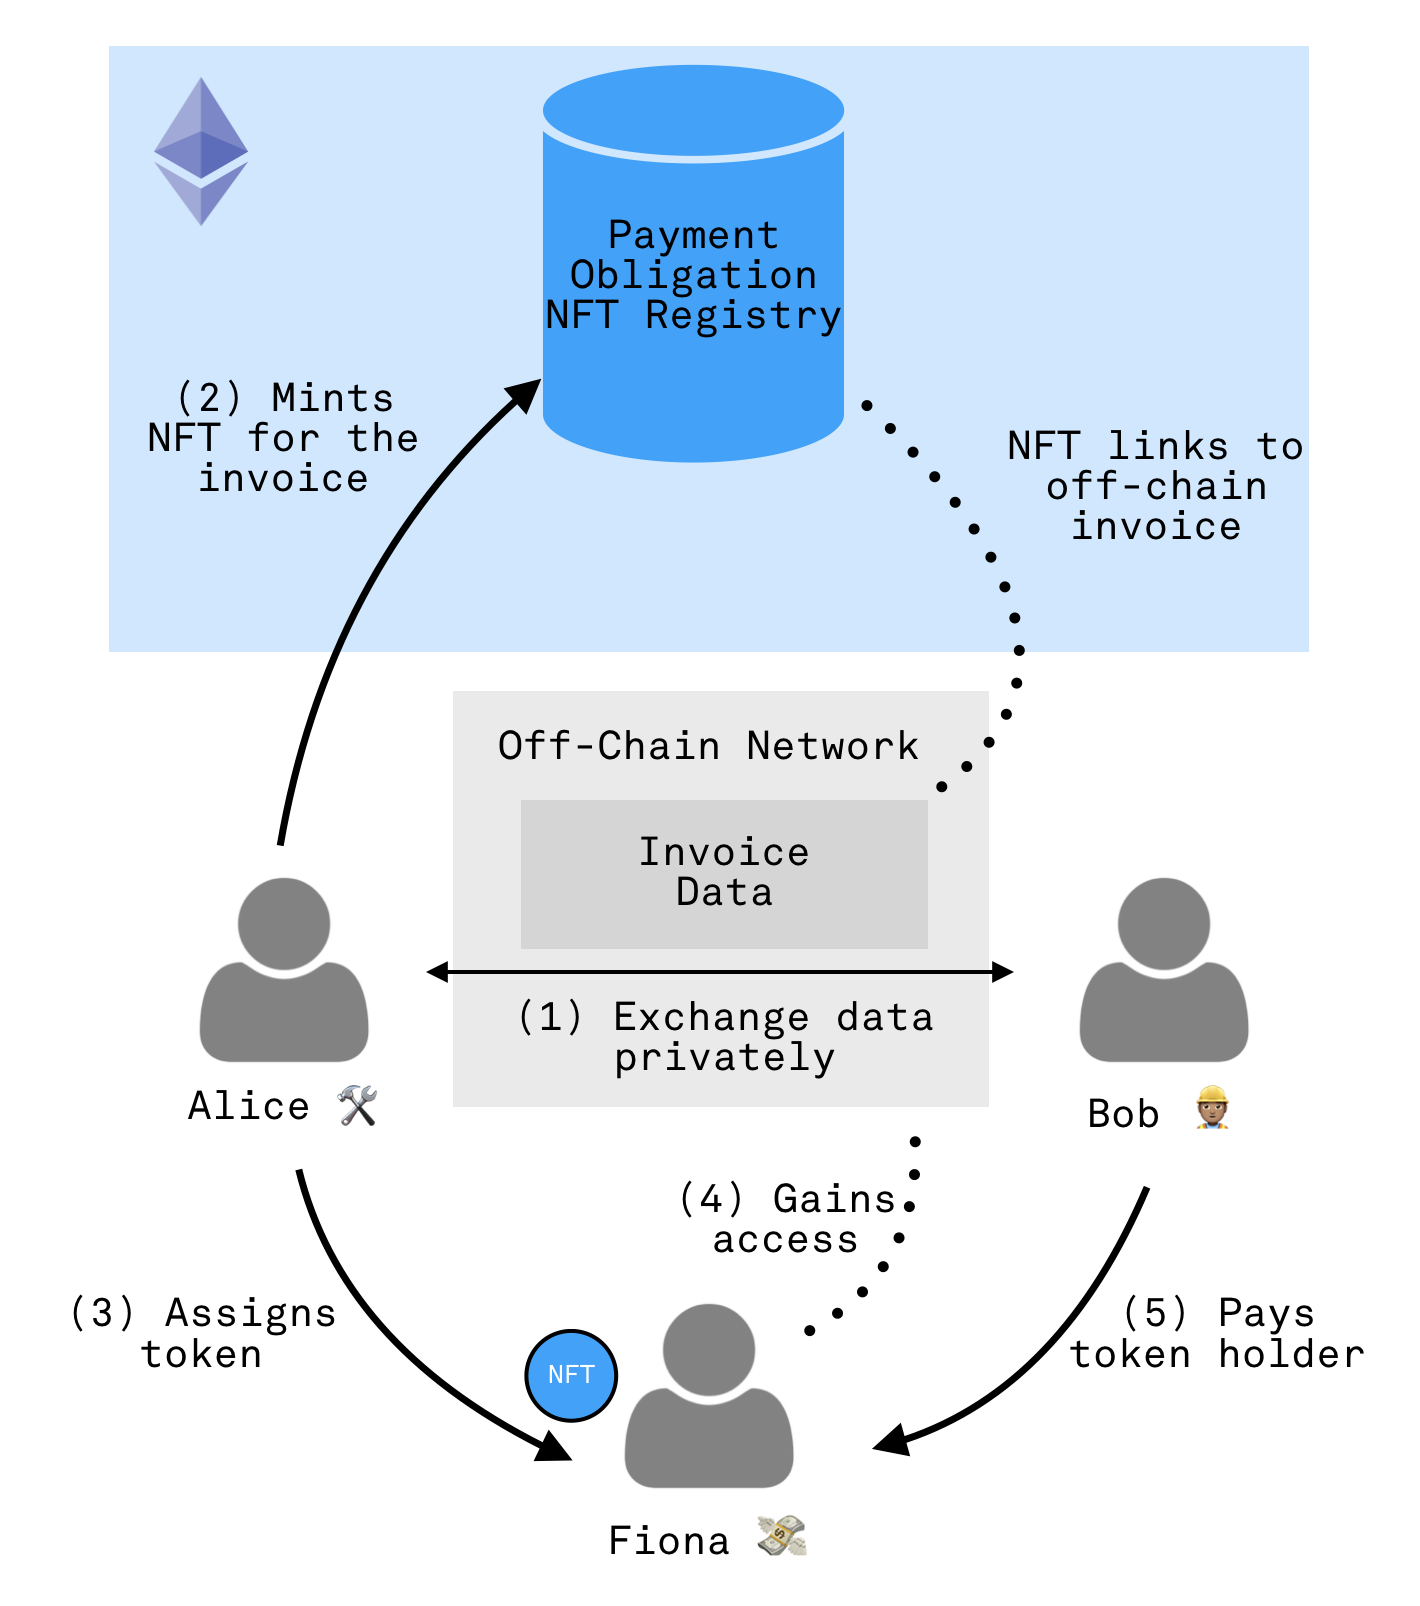 Payment
Obligation
NFT Registry
(2) Mints
NFT for the
invoice
NFT links to
off-chain
invoice
Off-Chain Network
Invoice
Data
(1) Exchange data
privately
Alice
Bob
(4) Gains
access
(3) Assigns
token
(5) Pays
token holder
NFT
Fiona